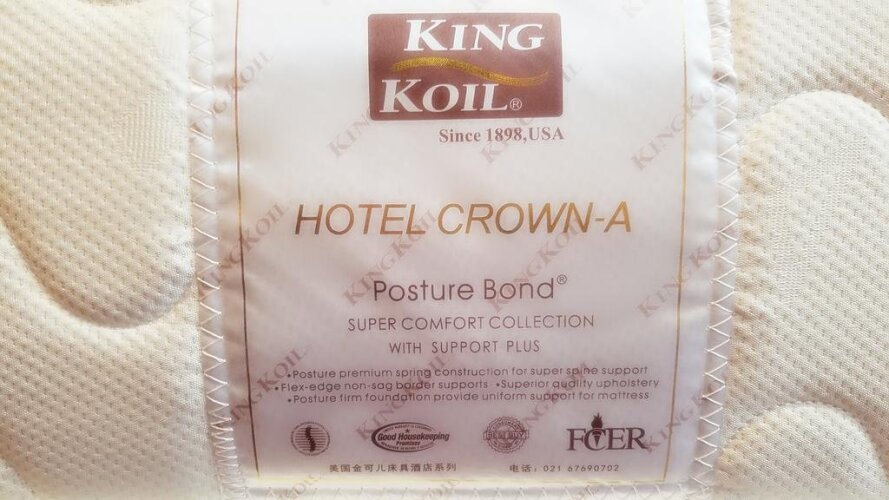 KING
KOIL®
Since 1898,USA
HOTEL CROWN-A
Posture Bond®
SUPER COMFORT COLLECTION
WITH SUPPORT PLUS
•Posture premium spring construction for super spine support
•Flex-edge non-sag border supports •Superior quality upholstery
•Posture firm foundation provide uniform support for mattress
Good Housekeeping
Promises
FCER
美国金可儿床具酒店系列
电话：021 67690702